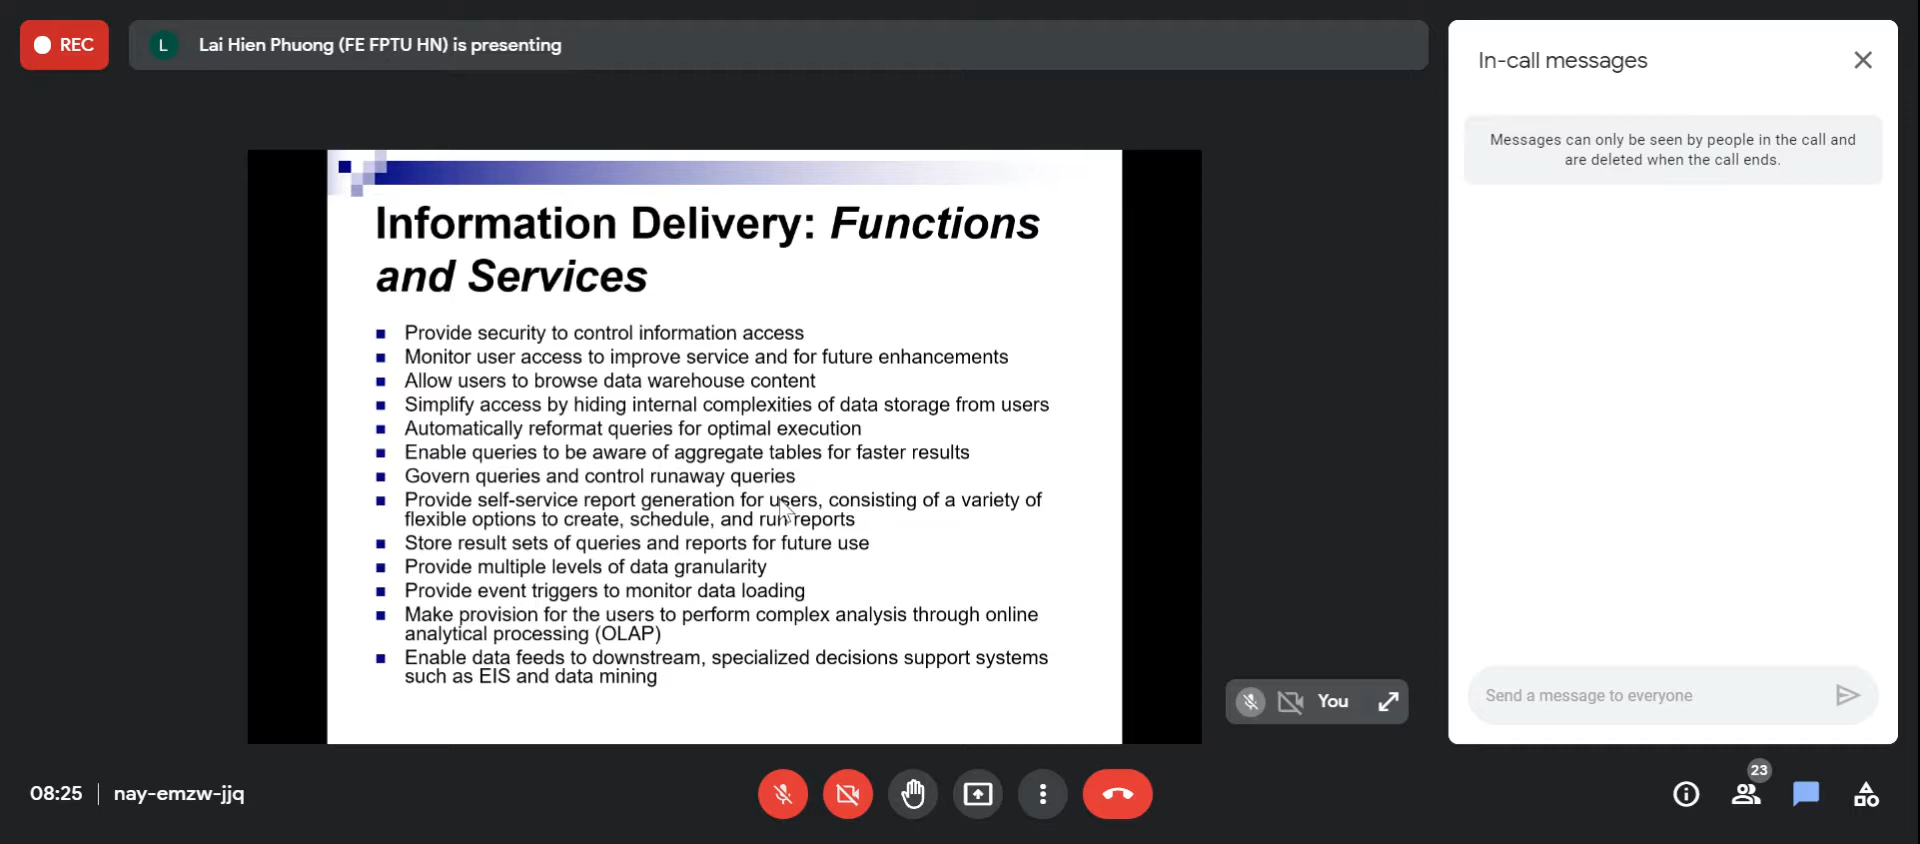 REC
L
Lai Hien Phuong (FE FPTU HN) is presenting
Information Delivery: Functions
and Services
Provide security to control information access
Monitor user access to improve service and for future enhancements
Allow users to browse data warehouse content
Simplify access by hiding internal complexities of data storage from users
Automatically reformat queries for optimal execution
Enable queries to be aware of aggregate tables for faster results
Govern queries and control runaway queries
Provide self-service report generation for users, consisting of a variety of
flexible options to create, schedule, and run reports
Store result sets of queries and reports for future use
Provide multiple levels of data granularity
Provide event triggers to monitor data loading
Make provision for the users to perform complex analysis through online
analytical processing (OLAP)
Enable data feeds to downstream, specialized decisions support systems
such as EIS and data mining
You
In-call messages
Messages can only be seen by people in the call and
are deleted when the call ends.
Send a message to everyone
08:25
nay-emzw-jjq
23